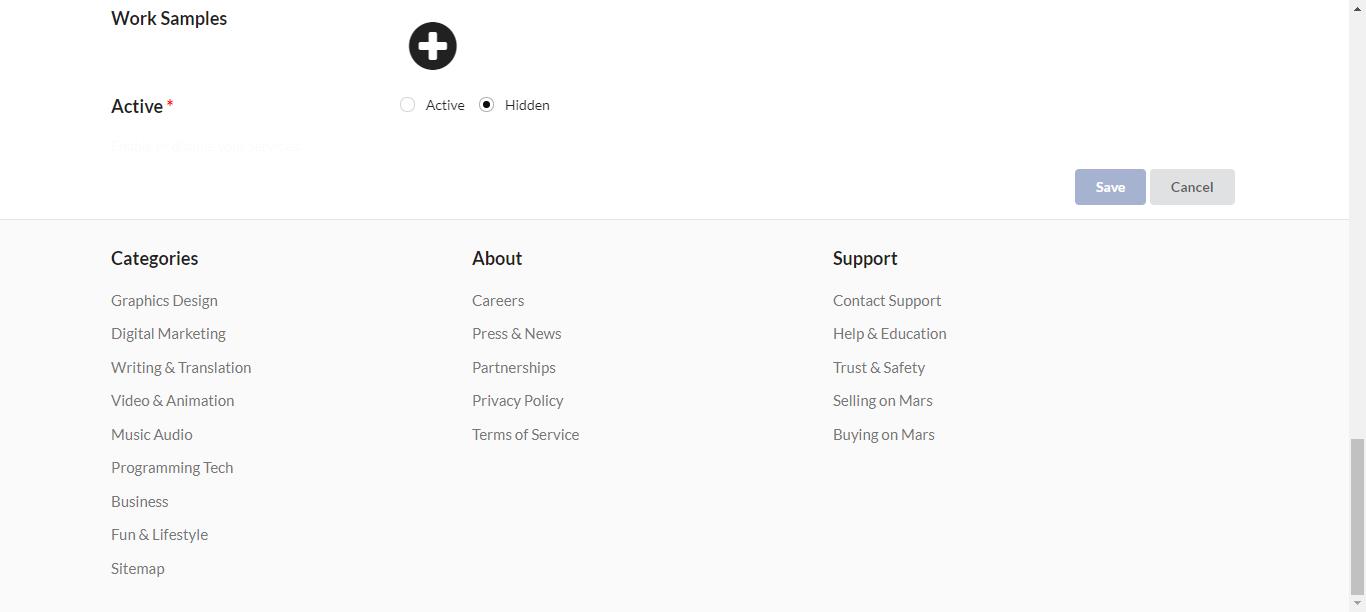 Work Samples
Active *
Active
Hidden
Enable or disable your services
Save
Cancel
Categories
Graphics Design
Digital Marketing
Writing & Translation
Video & Animation
Music Audio
Programming Tech
Business
Fun & Lifestyle
Sitemap
About
Careers
Press & News
Partnerships
Privacy Policy
Terms of Service
Support
Contact Support
Help & Education
Trust & Safety
Selling on Mars
Buying on Mars